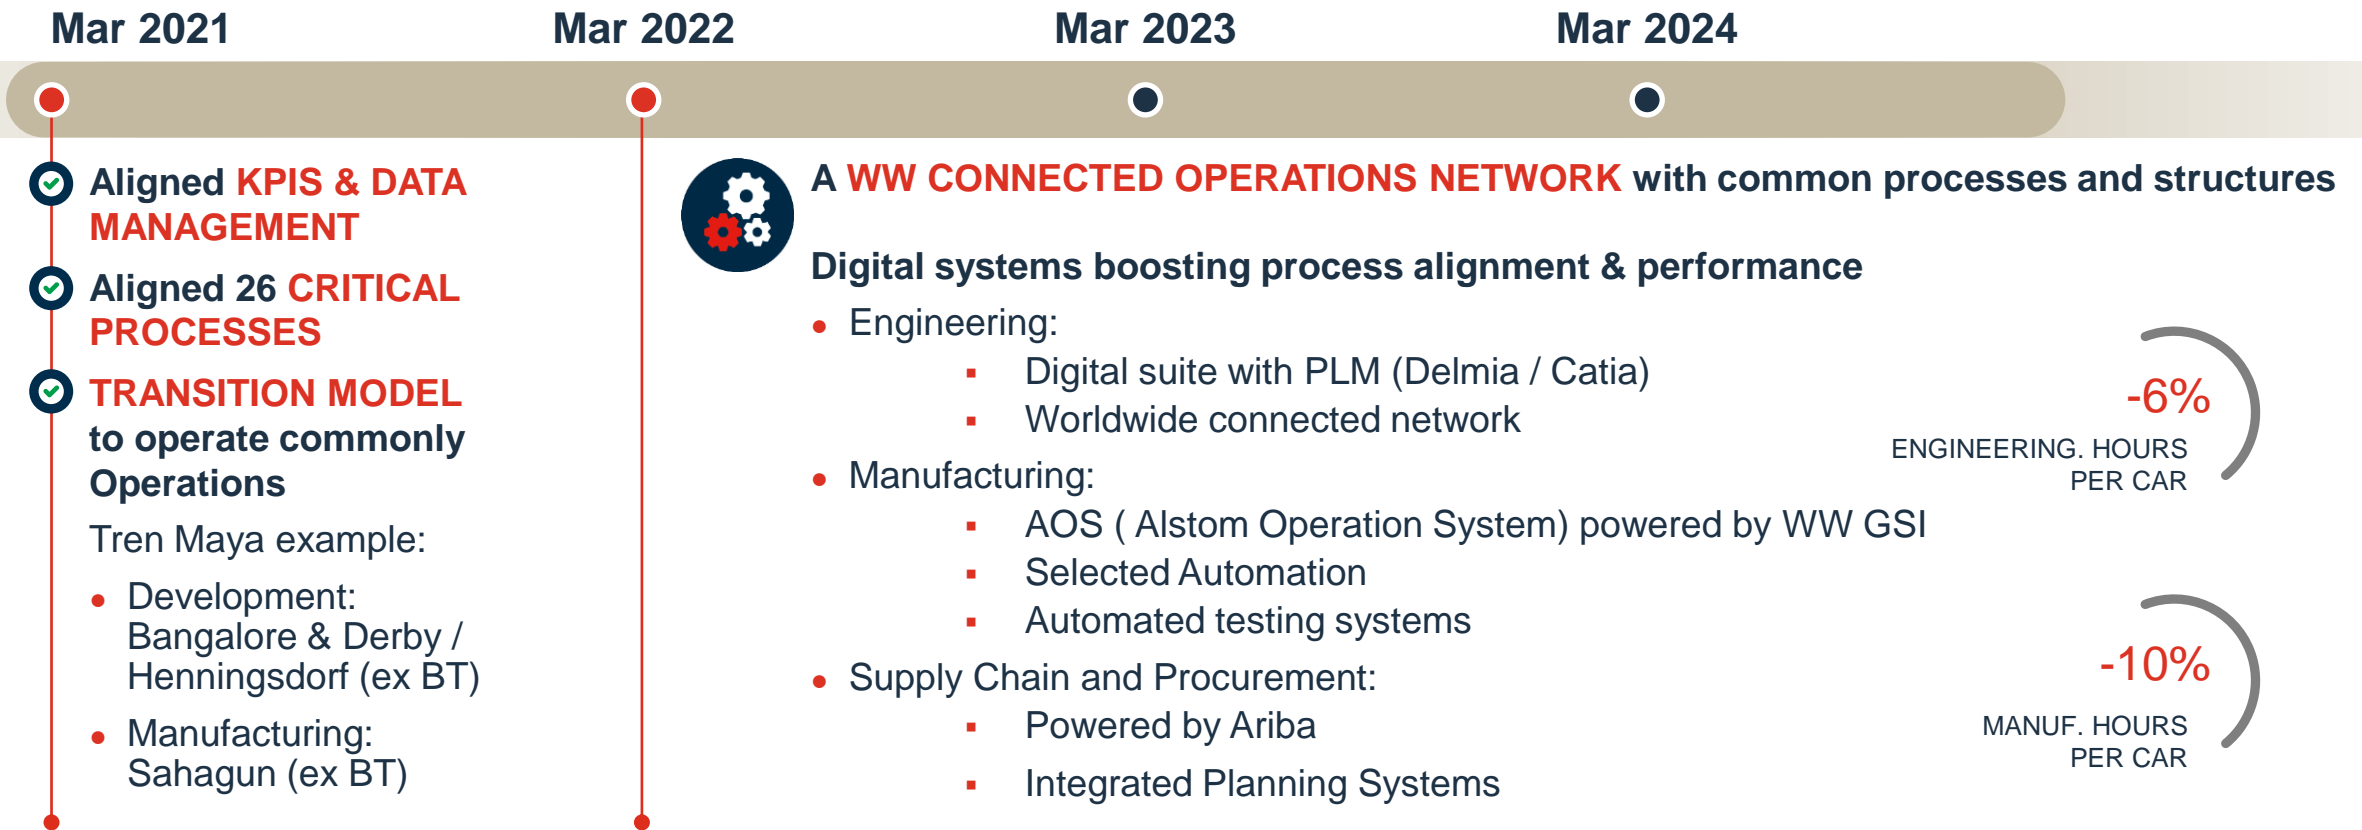 Mar 2021
Mar 2022
Mar 2023
Mar 2024
Aligned KPIS & DATA
MANAGEMENT
Aligned 26 CRITICAL
PROCESSES
TRANSITION MODEL
to operate commonly
Operations
Tren Maya example:
Development:
Bangalore & Derby /
Henningsdorf (ex BT)
Manufacturing:
Sahagun (ex BT)
A WW CONNECTED OPERATIONS NETWORK with common processes and structures
Digital systems boosting process alignment & performance
Engineering:
Digital suite with PLM (Delmia / Catia)
Worldwide connected network
Manufacturing:
AOS ( Alstom Operation System) powered by WW GSI
Selected Automation
Automated testing systems
Supply Chain and Procurement:
Powered by Ariba
Integrated Planning Systems
-6%
ENGINEERING. HOURS
PER CAR
-10%
MANUF. HOURS
PER CAR